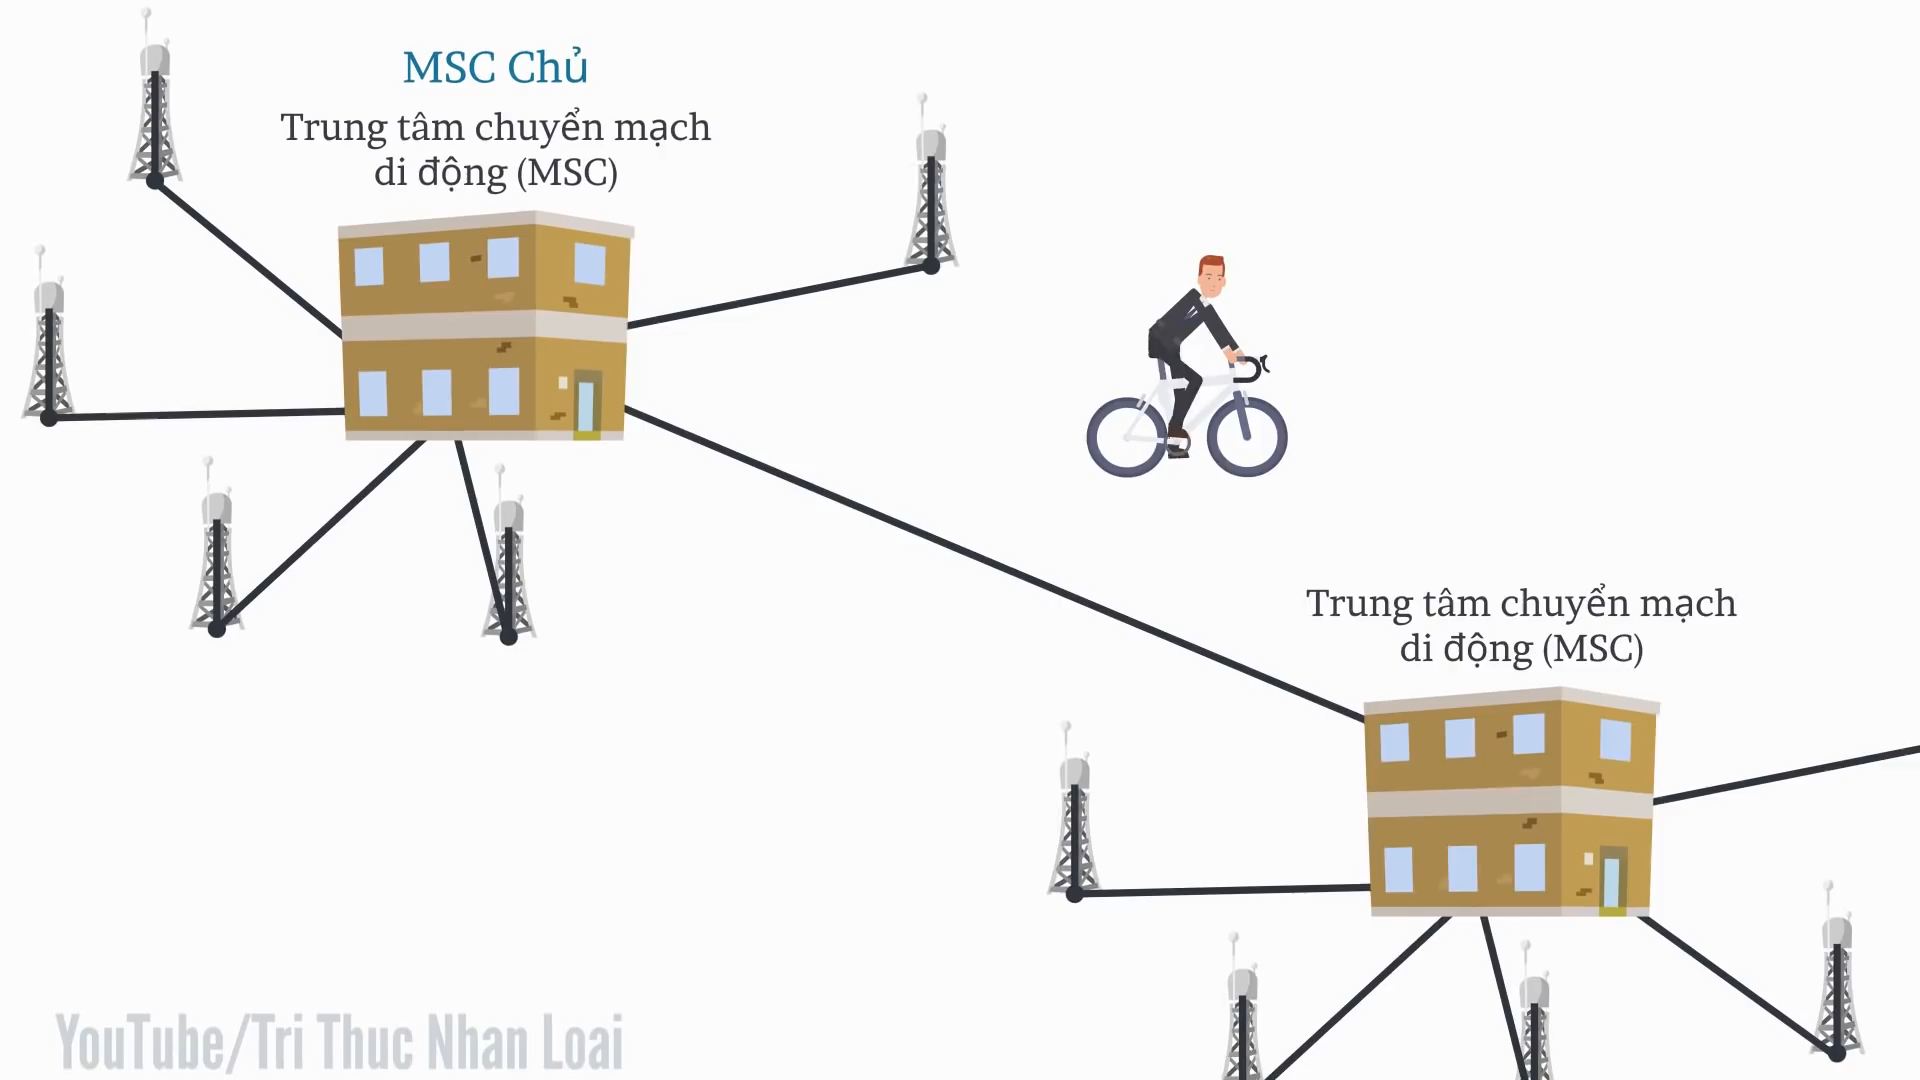 MSC Chủ
Trung tâm chuyển mạch
di động (MSC)
Trung tâm chuyển mạch
di động (MSC)
YouTube/Tri Thuc Nhan Loai